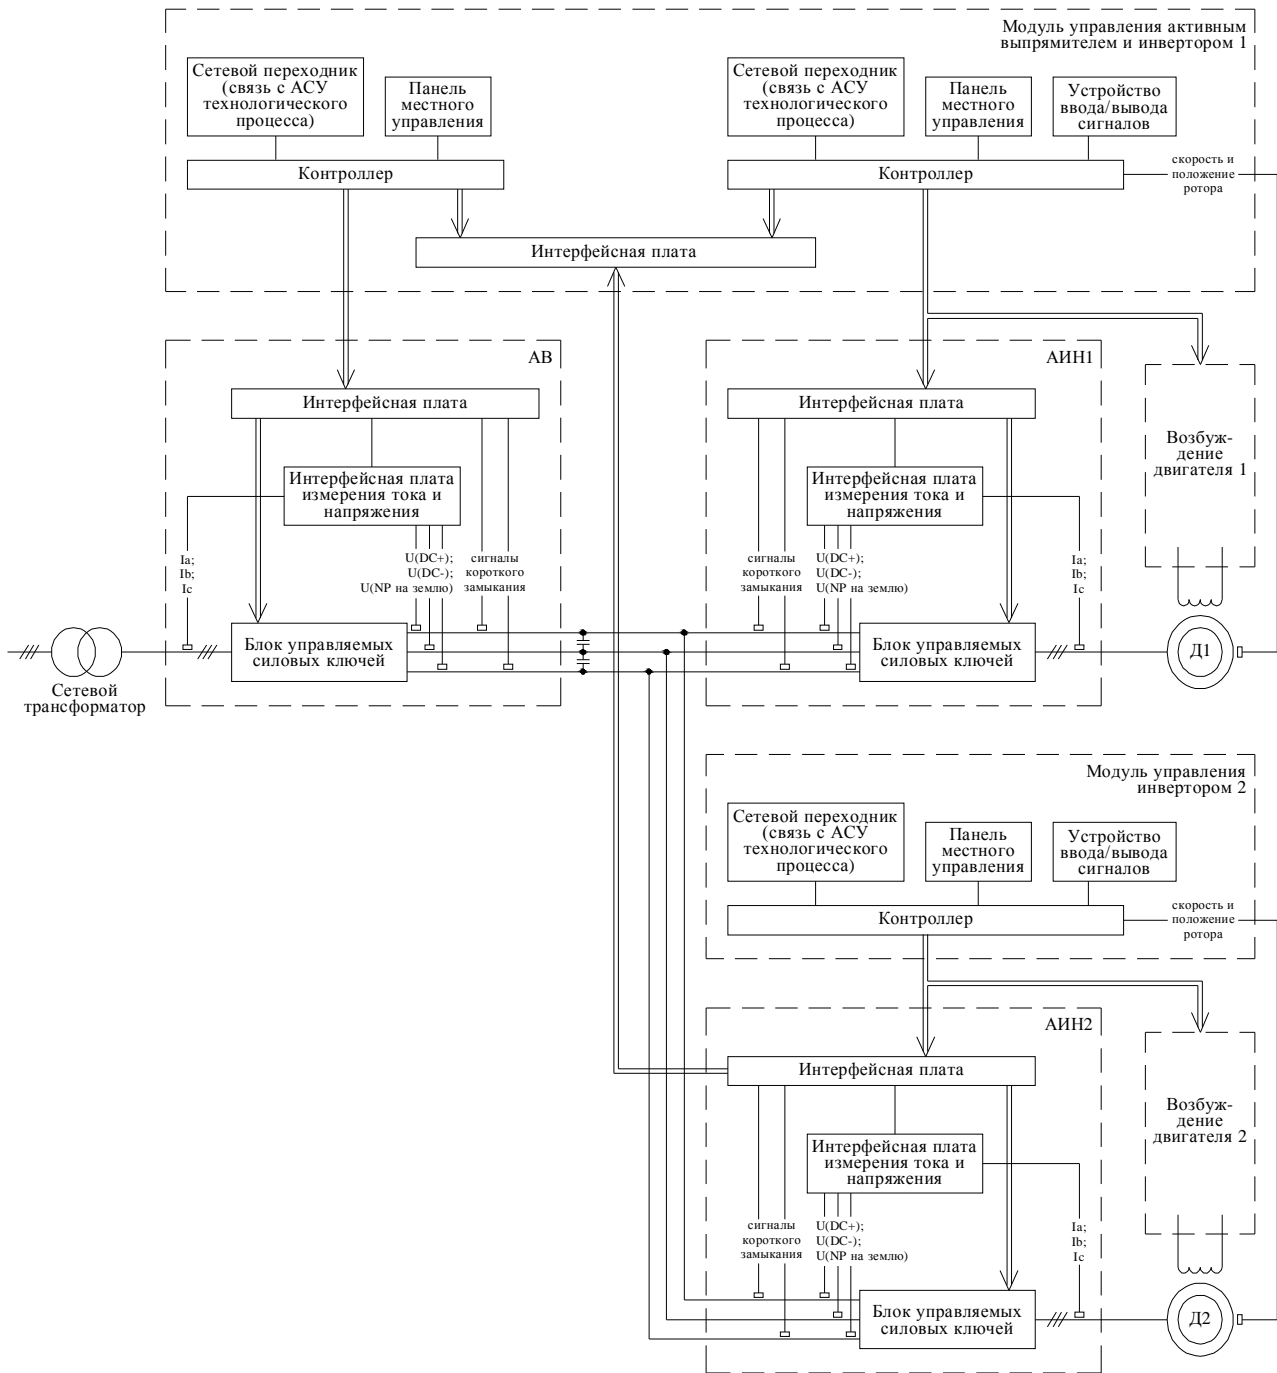 Модуль управления активным
выпрямителем и инвертором 1
Сетевой переходник
(связь с АСУ
технологического
процесса)
Панель
местного
управления
Сетевой переходник
(связь с АСУ
технологического
процесса)
Панель
местного
управления
Устройство
ввода/вывода
сигналов
Контроллер
Контроллер
скорость и
положение
ротора
Интерфейсная плата
АВ
Интерфейсная плата
Интерфейсная плата
измерения тока и
напряжения
Ia;
Ib;
Ic
U(DC+);
U(DC-);
U(NP на землю)
сигналы
короткого
замыкания
Блок управляемых
силовых ключей
Сетевой
трансформатор
АИН1
Интерфейсная плата
Интерфейсная плата
измерения тока и
напряжения
сигналы
короткого
замыкания
U(DC+);
U(DC-);
U(NP на землю)
Ia;
Ib;
Ic
Блок управляемых
силовых ключей
Возбуж-
дение
двигателя 1
Д1
Модуль управления
инвертором 2
Сетевой переходник
(связь с АСУ
технологического
процесса)
Панель
местного
управления
Устройство
ввода/вывода
сигналов
Контроллер
скорость и
положение
ротора
АИН2
Интерфейсная плата
Интерфейсная плата
измерения тока и
напряжения
сигналы
короткого
замыкания
U(DC+);
U(DC-);
U(NP на землю)
Ia;
Ib;
Ic
Блок управляемых
силовых ключей
Возбуж-
дение
двигателя 2
Д2